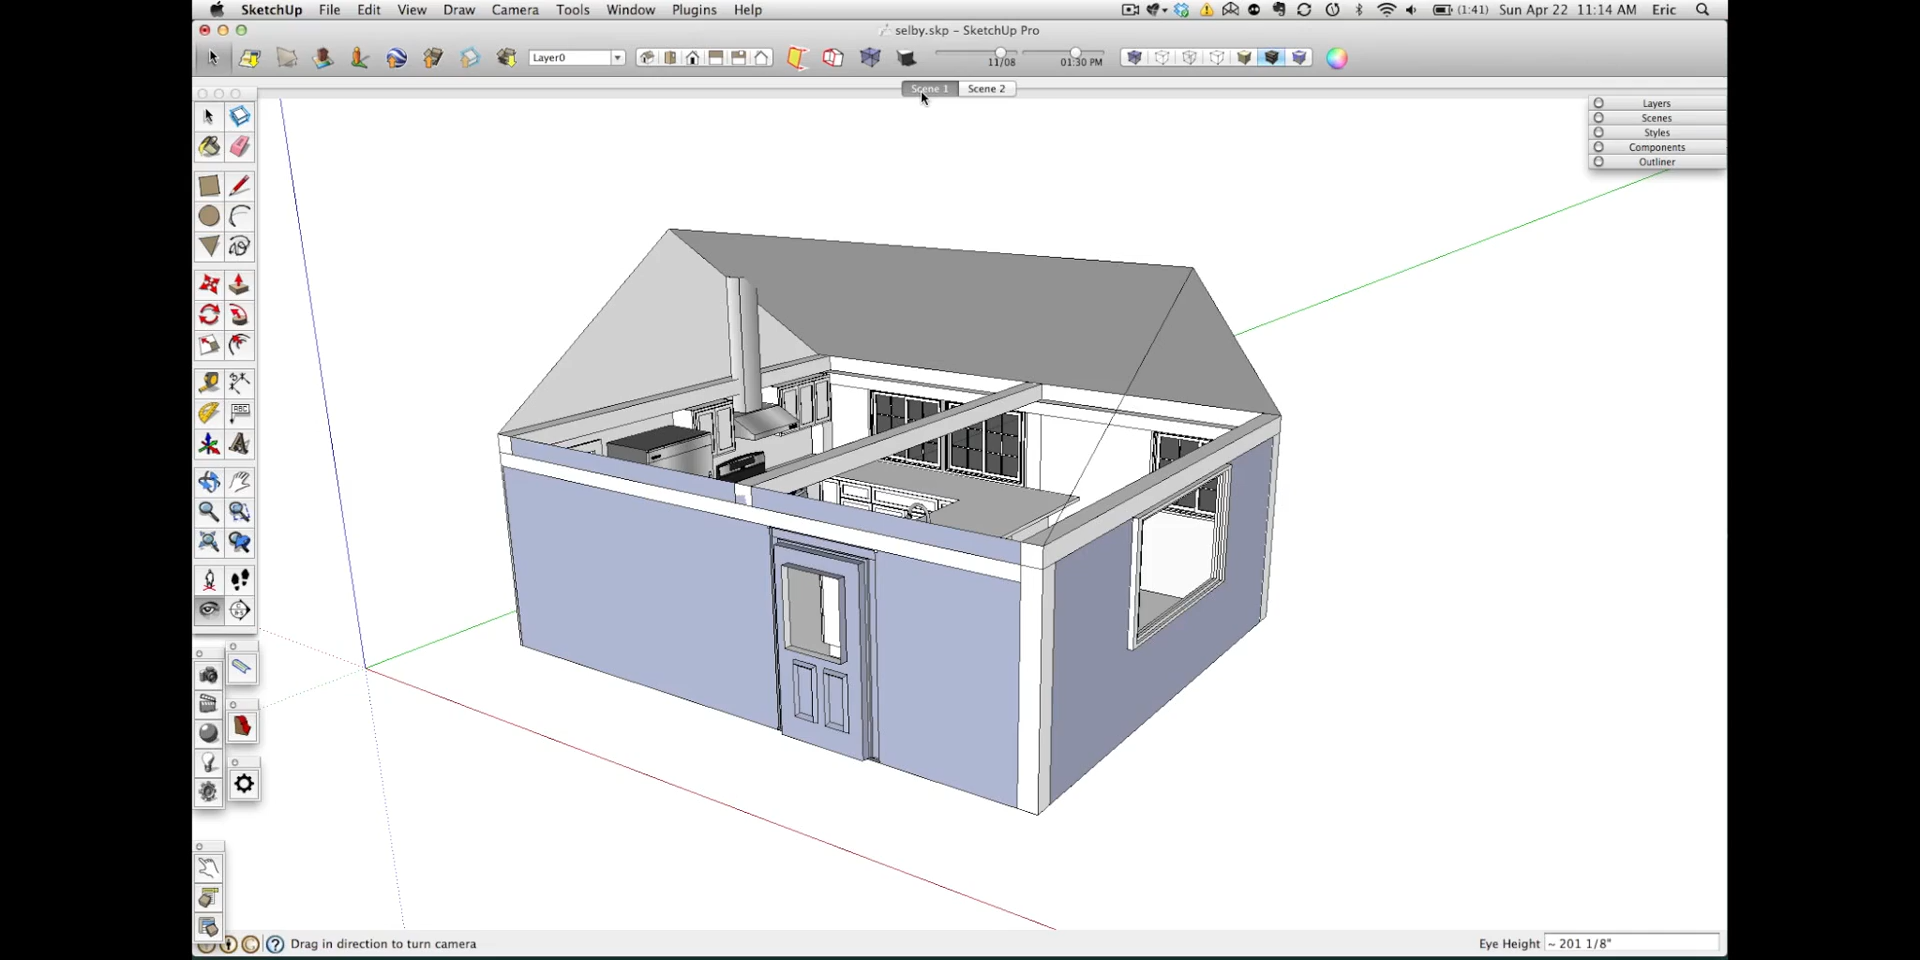 SketchUp File Edit View Draw Camera Tools Window Plugins Help (1:41) Sun Apr 22 11:14 AM Eric
selby.skp – SketchUp Pro
Layer0 11/08 01:30 PM
Scene 1 Scene 2
Layers
Scenes
Styles
Components
Outliner
ABC
A
Drag in direction to turn camera Eye Height ~ 201 1/8"